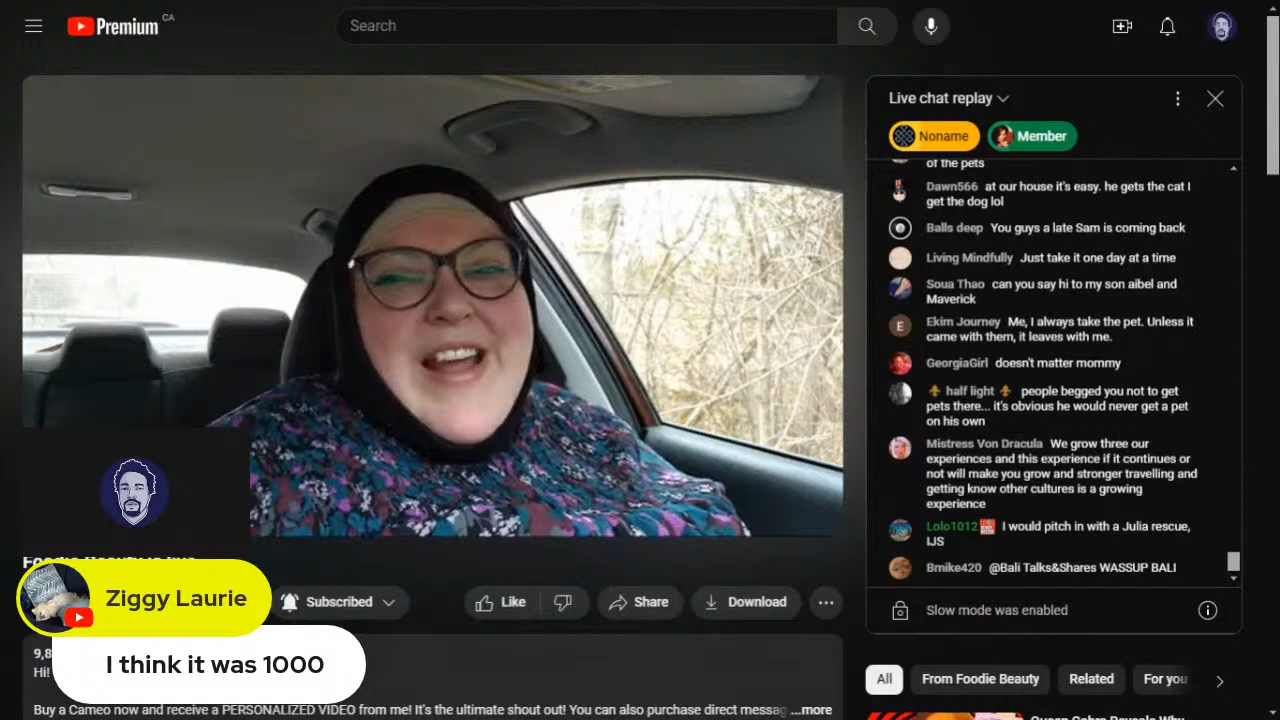 Premium CA
Search
Live chat replay
Noname
Member
of the pets
Dawn566 at our house it's easy. he gets the cat I
get the dog lol
Balls deep You guys a late Sam is coming back
Living Mindfully Just take it one day at a time
Soua Thao can you say hi to my son aibel and
Maverick
E
Ekim Journey Me, I always take the pet. Unless it
came with them, it leaves with me.
GeorgiaGirl doesn't matter mommy
half light people begged you not to get
pets there... it's obvious he would never get a pet
on his own
Mistress Von Dracula We grow three our
experiences and this experience if it continues or
not will make you grow and stronger travelling and
getting know other cultures is a growing
experience
Lolo1012 I would pitch in with a Julia rescue,
IJS
Bmike420 @Bali Talks&Shares WASSUP BALI
Slow mode was enabled
Foodie Beauty is live
Ziggy Laurie
I think it was 1000
Subscribed
Like
Share
Download
9,8
Hi!
Buy a Cameo now and receive a PERSONALIZED VIDEO from me! It's the ultimate shout out! You can also purchase direct messag ...more
All
From Foodie Beauty
Related
For you